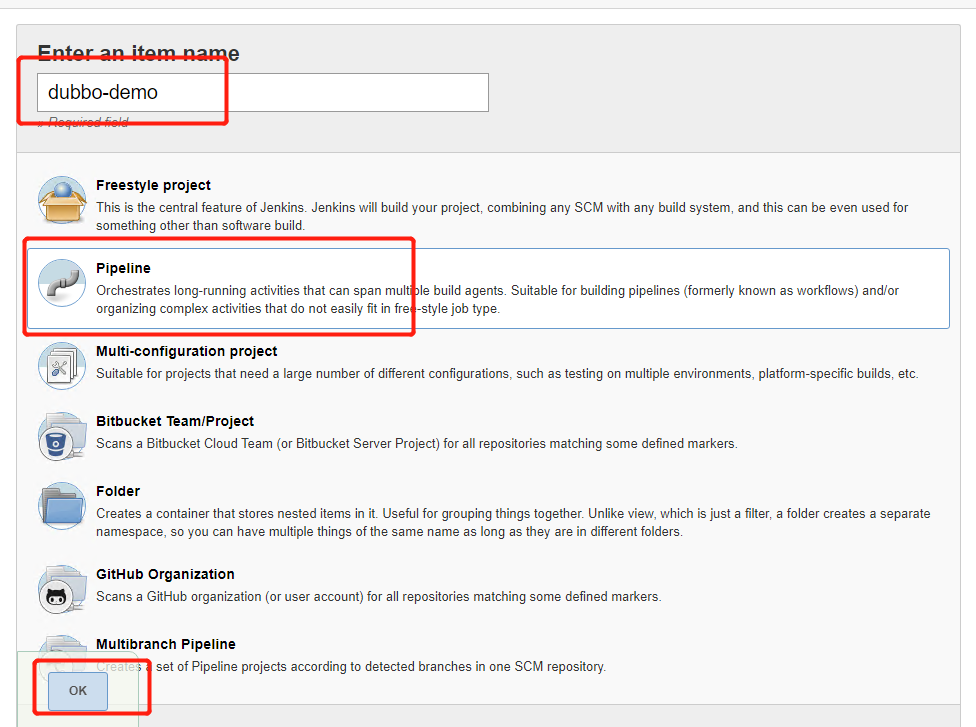 Enter an item name
dubbo-demo
» Required field
Freestyle project
This is the central feature of Jenkins. Jenkins will build your project, combining any SCM with any build system, and this can be even used for
something other than software build.
Pipeline
Orchestrates long-running activities that can span multiple build agents. Suitable for building pipelines (formerly known as workflows) and/or
organizing complex activities that do not easily fit in free-style job type.
Multi-configuration project
Suitable for projects that need a large number of different configurations, such as testing on multiple environments, platform-specific builds, etc.
Bitbucket Team/Project
Scans a Bitbucket Cloud Team (or Bitbucket Server Project) for all repositories matching some defined markers.
Folder
Creates a container that stores nested items in it. Useful for grouping things together. Unlike view, which is just a filter, a folder creates a separate
namespace, so you can have multiple things of the same name as long as they are in different folders.
GitHub Organization
Scans a GitHub organization (or user account) for all repositories matching some defined markers.
Multibranch Pipeline
Creates a set of Pipeline projects according to detected branches in one SCM repository.
OK